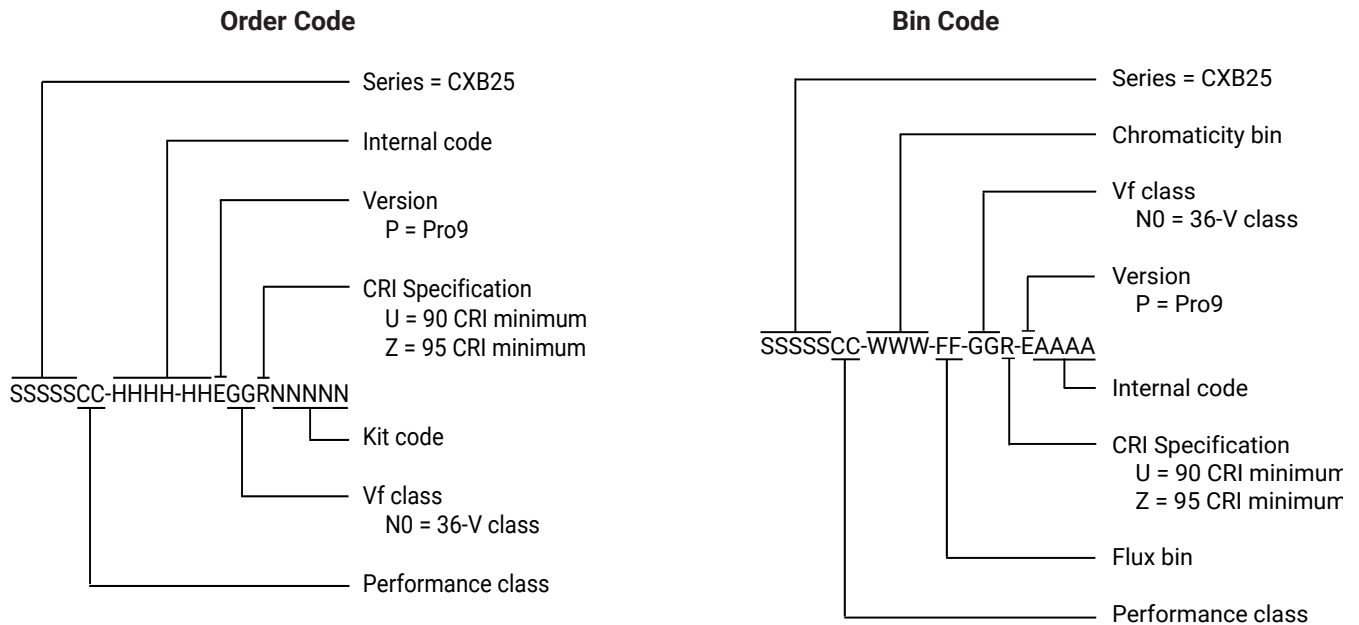 Order Code
Series = CXB25
Internal code
Version
P = Pro9
CRI Specification
U = 90 CRI minimum
Z = 95 CRI minimum
SSSSSCC-HHHH-HHEGGRNNNNN
Kit code
Vf class
N0 = 36-V class
Performance class
Bin Code
Series = CXB25
Chromaticity bin
Vf class
N0 = 36-V class
Version
P = Pro9
SSSSSCC-WWW-FF-GGR-EAAAA
Internal code
CRI Specification
U = 90 CRI minimum
Z = 95 CRI minimum
Flux bin
Performance class